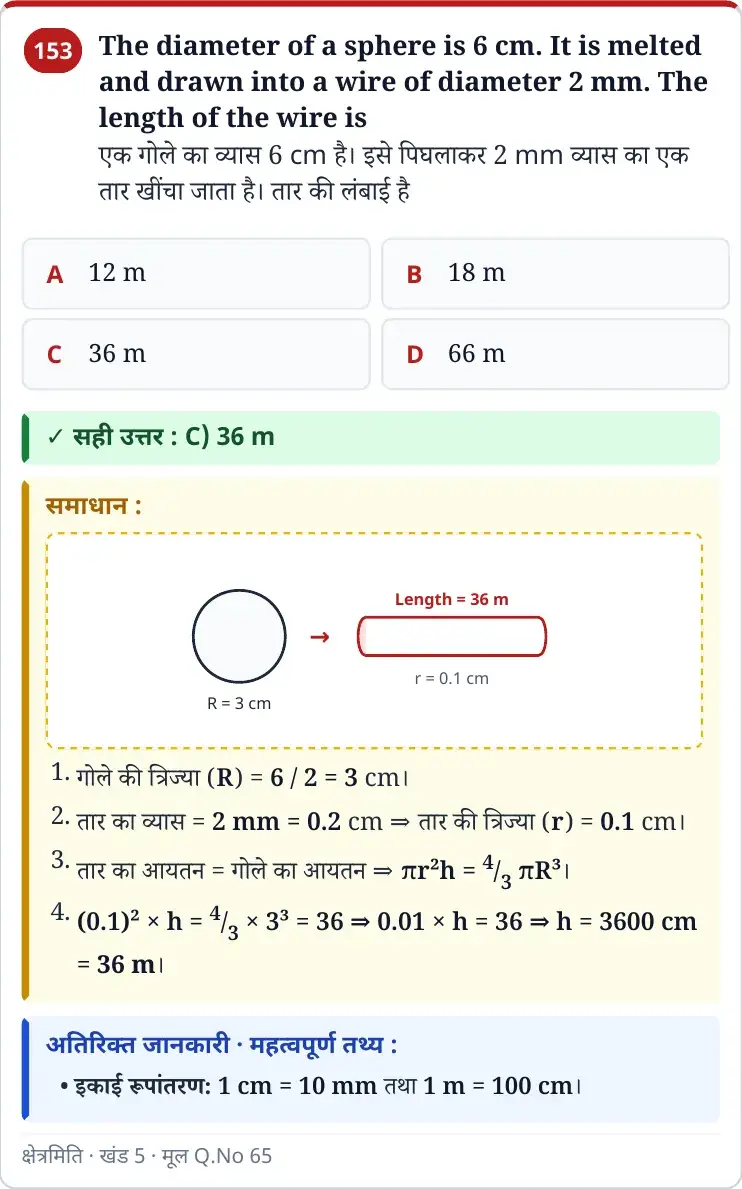 153 The diameter of a sphere is 6 cm. It is melted
and drawn into a wire of diameter 2 mm. The
length of the wire is
एक गोले का व्यास 6 cm है। इसे पिघलाकर 2 mm व्यास का एक
तार खींचा जाता है। तार की लंबाई है
A 12 m
B 18 m
C 36 m
D 66 m
✓ सही उत्तर : C) 36 m
समाधान :
Length = 36 m
→
r = 0.1 cm
R = 3 cm
1. गोले की त्रिज्या (R) = 6 / 2 = 3 cm।
2. तार का व्यास = 2 mm = 0.2 cm ⇒ तार की त्रिज्या (r) = 0.1 cm।
3. तार का आयतन = गोले का आयतन ⇒ πr²h = ⁴/₃ πR³।
4. (0.1)² × h = ⁴/₃ × 3³ = 36 ⇒ 0.01 × h = 36 ⇒ h = 3600 cm
= 36 m।
अतिरिक्त जानकारी · महत्वपूर्ण तथ्य :
• इकाई रूपांतरण: 1 cm = 10 mm तथा 1 m = 100 cm।
क्षेत्रमिति · खंड 5 · मूल Q.No 65